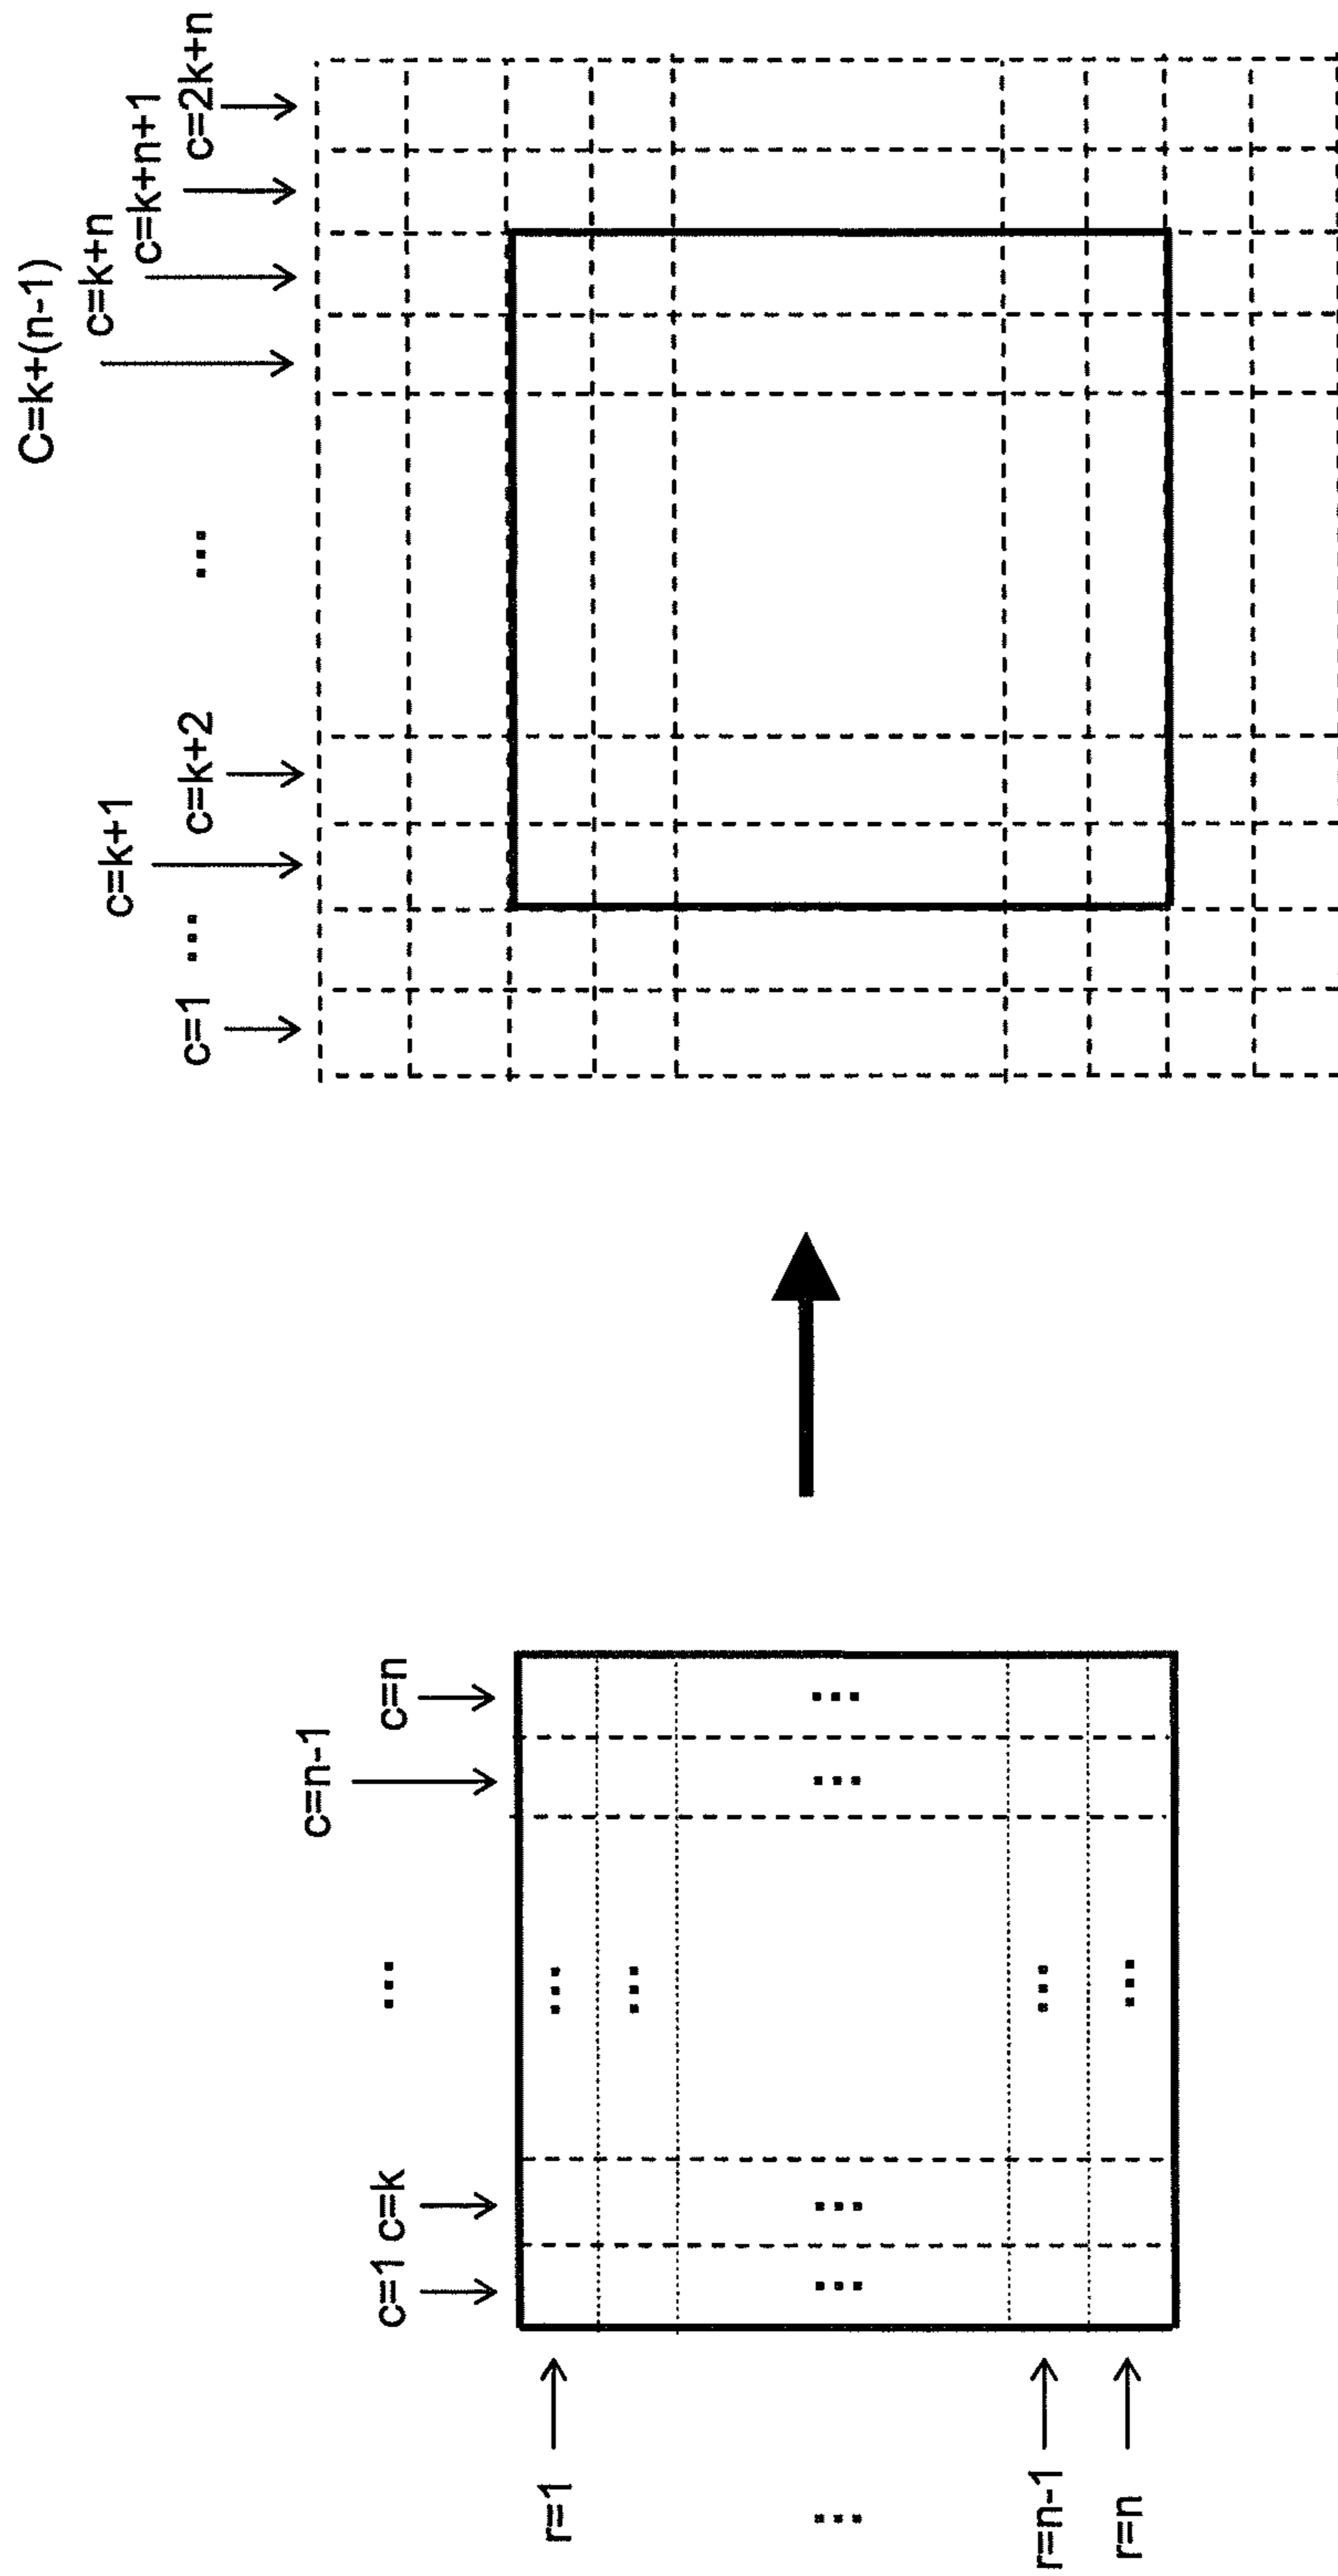 c=1 c=k ... c=n-1 c=n
r=1
...
r=n-1
r=n
... ... ... ...
... ... ... ...
c=1 ... c=k+1 c=k+2 ... C=k+(n-1) c=k+n c=k+n+1 c=2k+n